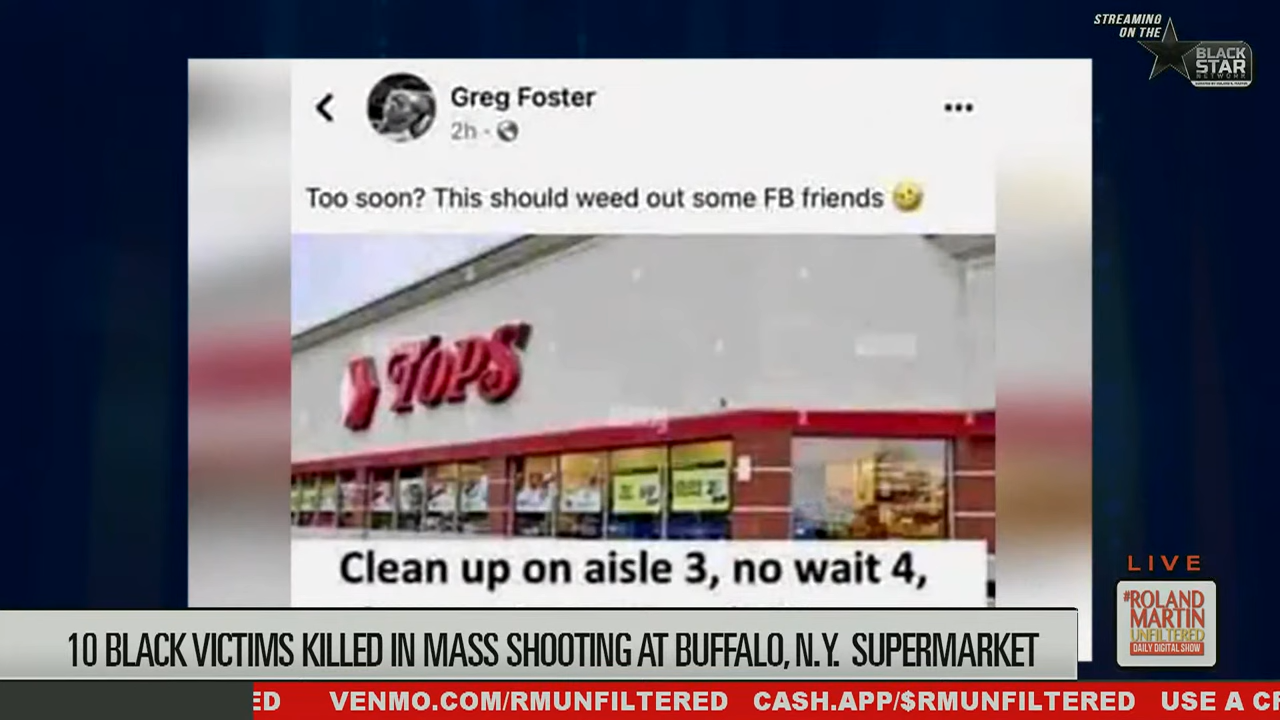 STREAMING
ON THE
BLACK
STAR
NETWORK
Greg Foster
2h
Too soon? This should weed out some FB friends
TOPS
Clean up on aisle 3, no wait 4,
LIVE
#ROLAND
MARTIN
UNFILTERED
DAILY DIGITAL SHOW
10 BLACK VICTIMS KILLED IN MASS SHOOTING AT BUFFALO, N.Y. SUPERMARKET
ED VENMO.COM/RMUNFILTERED CASH.APP/$RMUNFILTERED USE A